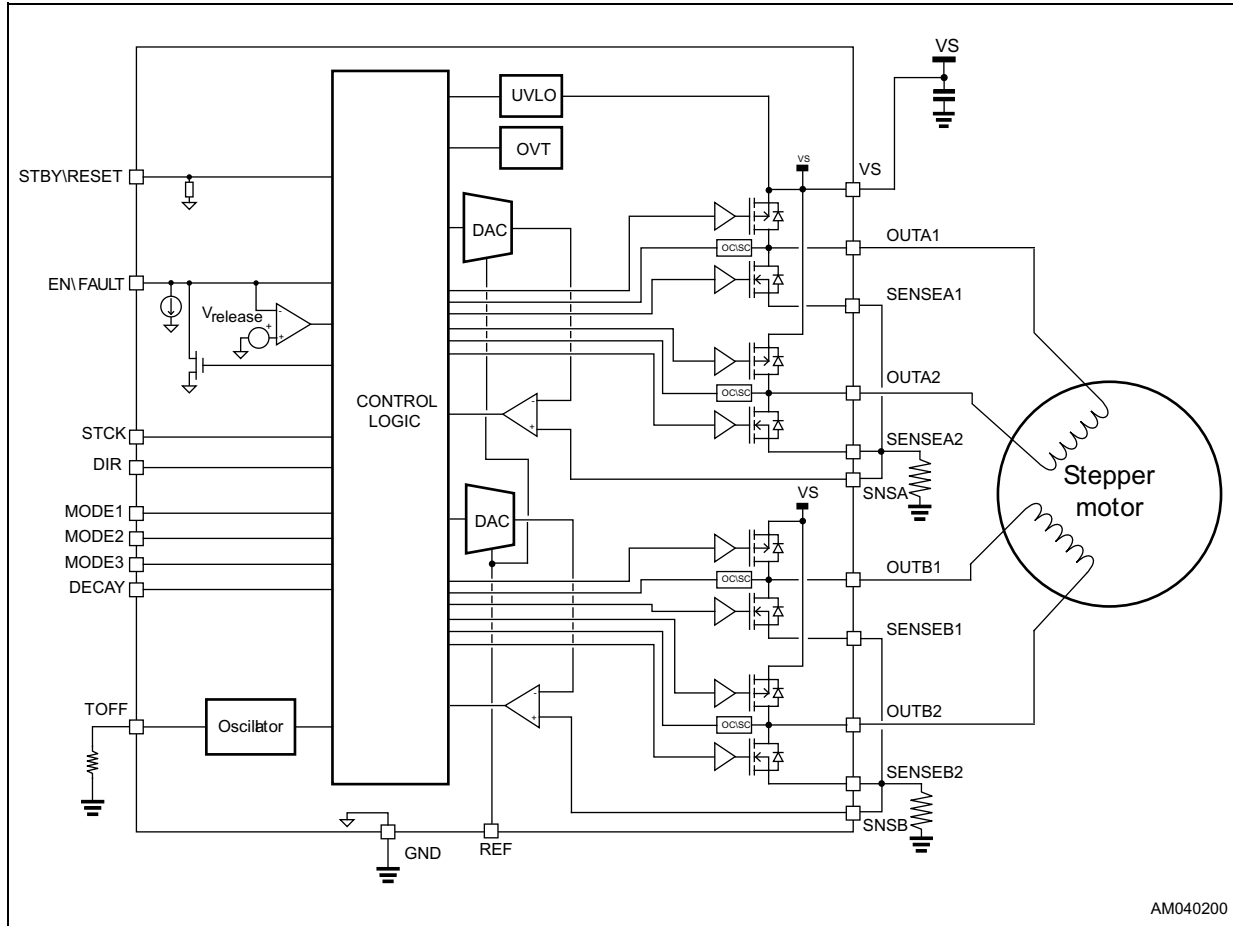 VS
UVLO
OVT
VS
VS
STBY\RESET
DAC
OUTA1
OC\SC
EN\FAULT
SENSEA1
Vrelease
+
-
+
OUTA2
OC\SC
CONTROL
LOGIC
-
+
STCK
SENSEA2
DIR
SNSA
Stepper
motor
MODE1
DAC
VS
MODE2
MODE3
OC\SC
OUTB1
DECAY
SENSEB1
TOFF
Oscillator
-
+
OC\SC
OUTB2
SENSEB2
SNSB
GND
REF
AM040200